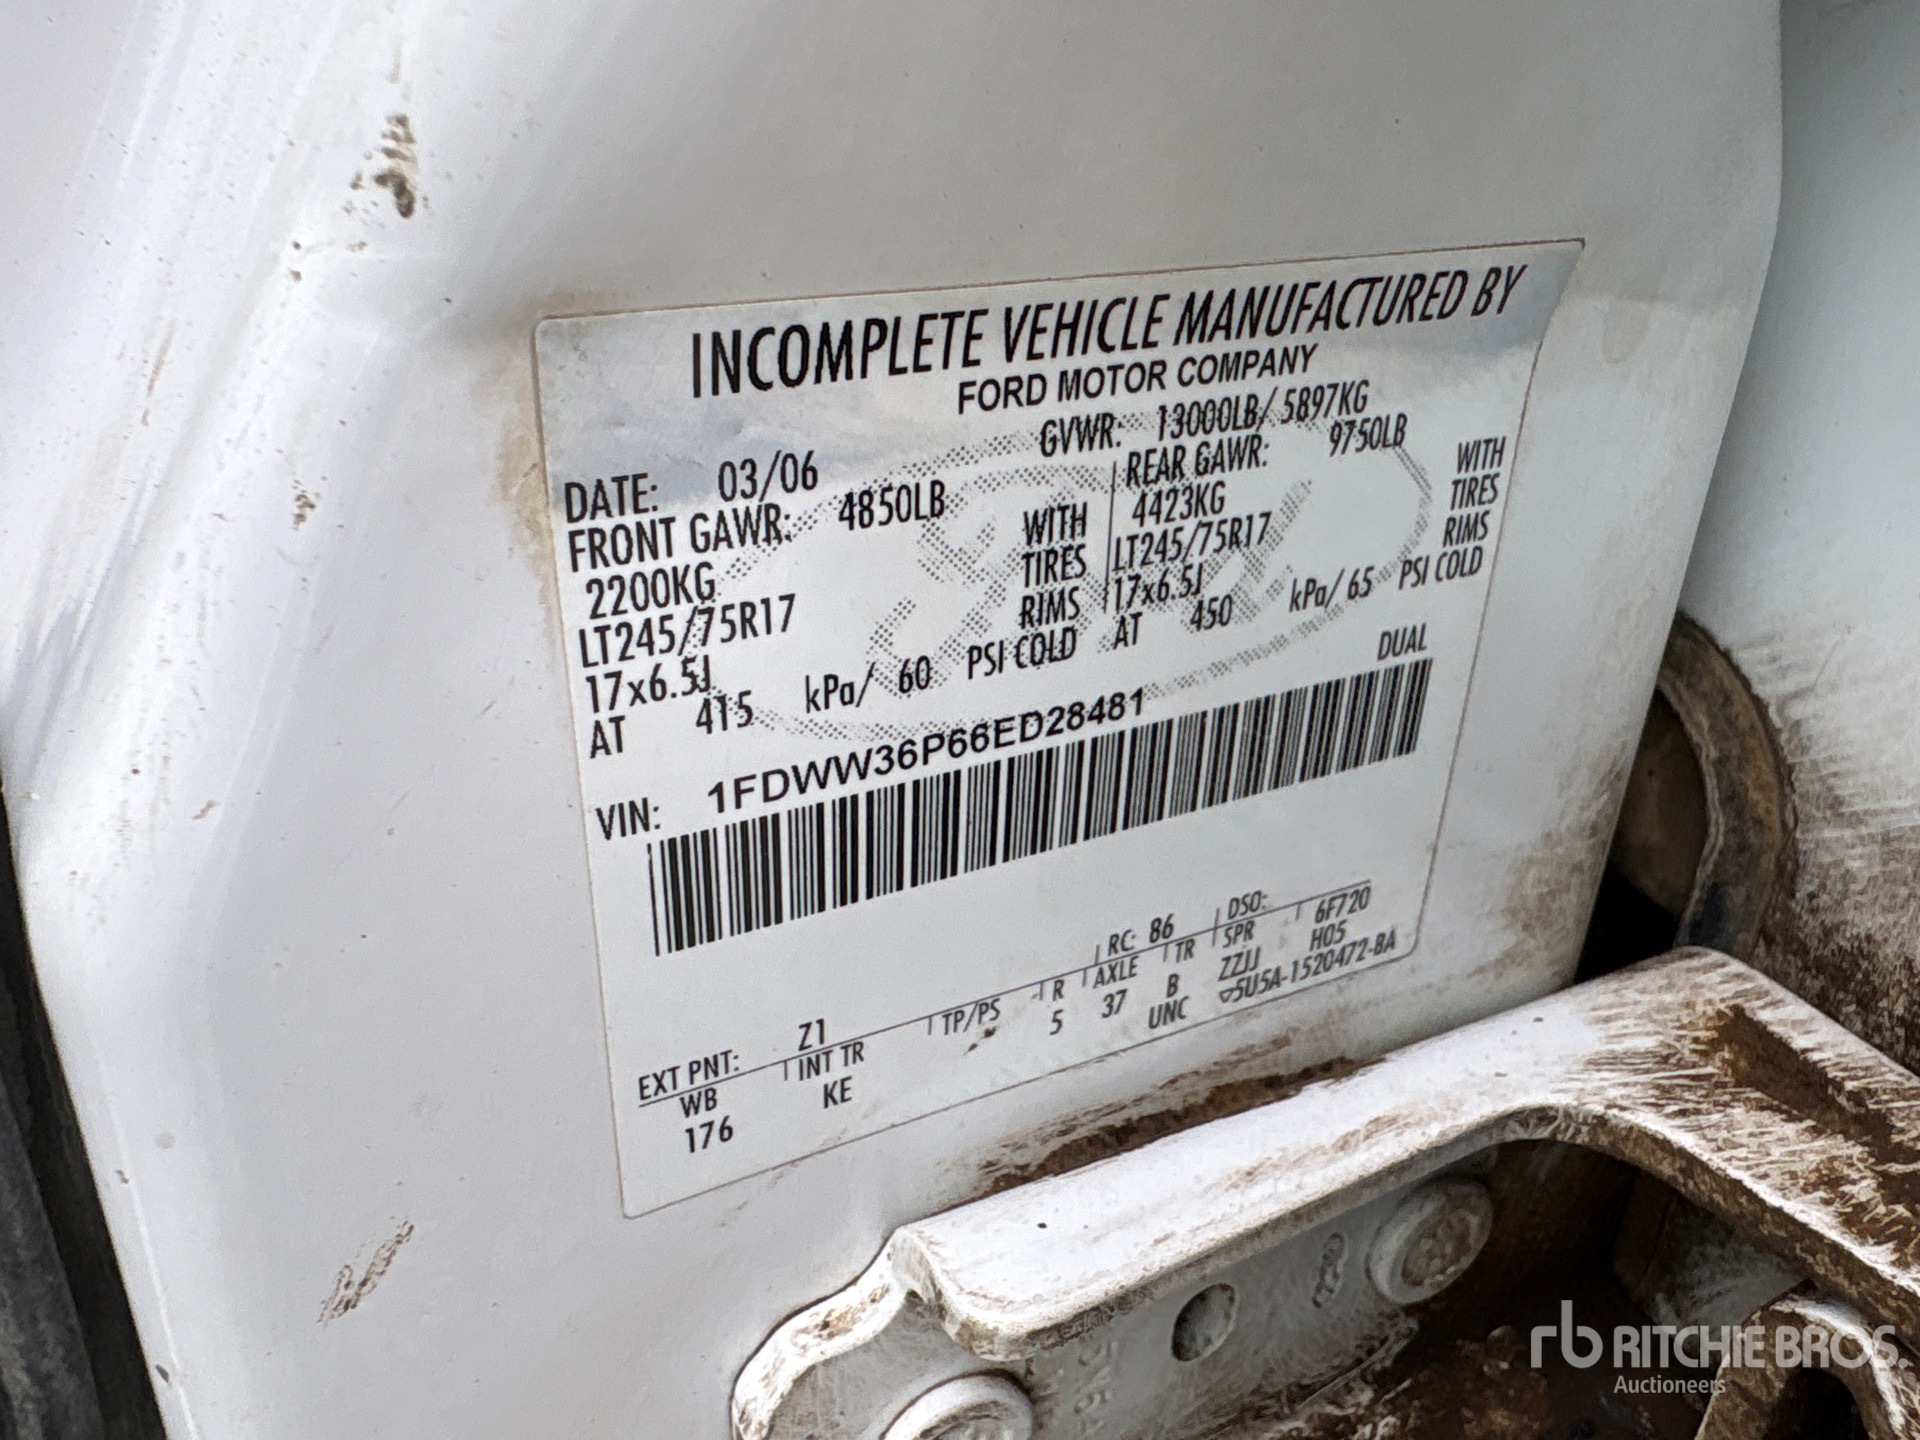 INCOMPLETE VEHICLE MANUFACTURED BY
FORD MOTOR COMPANY
DATE: 03/06 GVWR: 13000LB/ 5897KG
FRONT GAWR: 4850LB REAR GAWR: 9750LB
2200KG WITH 4423KG WITH
LT245/75R17 TIRES LT245/75R17 TIRES
17x6.5J RIMS 17x6.5J RIMS
AT 415 kPa/ 60 PSI COLD AT 450 kPa/ 65 PSI COLD
VIN: 1FDWW36P66ED28481 DUAL
EXT PNT: Z1 RC: 86 DSO: 6F720
WB INT TR TP/PS R AXLE TR SPR H05
176 KE 5 37 B ZZJJ
UNC 5U5A-1520472-BA
rb RITCHIE BROS.
Auctioneers